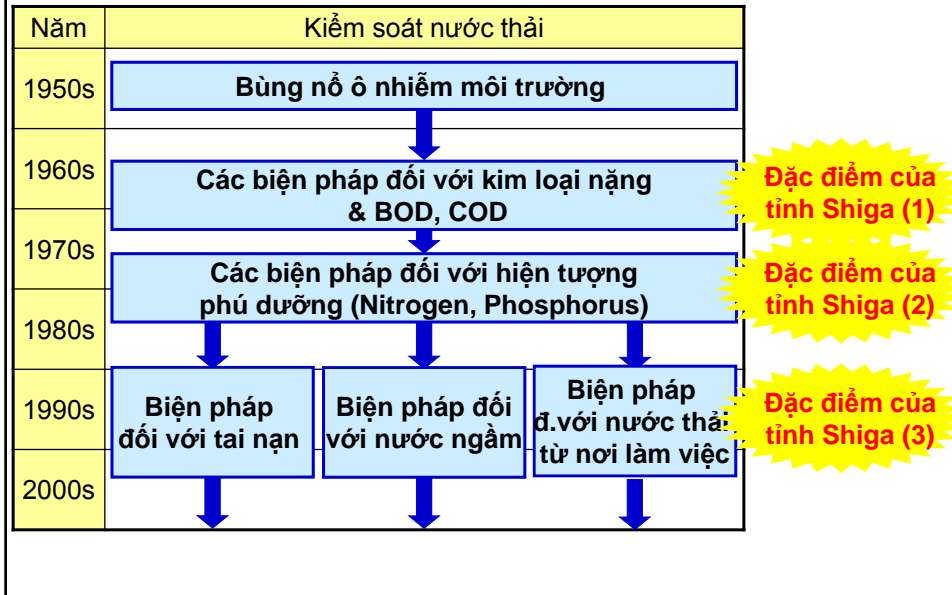 Năm
Kiểm soát nước thải
1950s
Bùng nổ ô nhiễm môi trường
1960s
Các biện pháp đối với kim loại nặng
& BOD, COD
Đặc điểm của
tỉnh Shiga (1)
1970s
Các biện pháp đối với hiện tượng
phú dưỡng (Nitrogen, Phosphorus)
Đặc điểm của
tỉnh Shiga (2)
1980s
1990s
Biện pháp
đối với tai nạn
Biện pháp đối
với nước ngầm
Biện pháp
đ.với nước thải
từ nơi làm việc
Đặc điểm của
tỉnh Shiga (3)
2000s